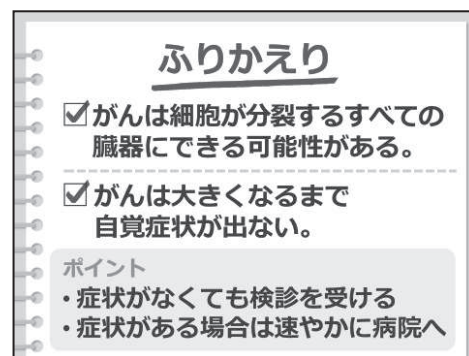 ふりかえり
☑がんは細胞が分裂するすべての
臓器にできる可能性がある。
☑がんは大きくなるまで
自覚症状が出ない。
ポイント
・症状がなくても検診を受ける
・症状がある場合は速やかに病院へ